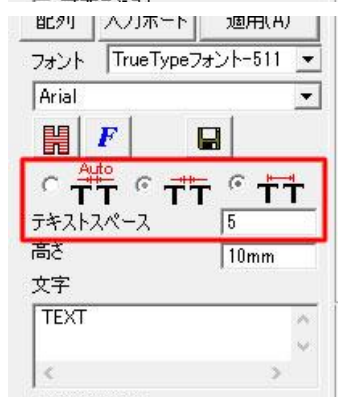 配列 入力ポート 適用(A)
フォント TrueTypeフォント-511
Arial
H F
Auto
TT TT TT
テキストスペース 5
高さ 10mm
文字
TEXT